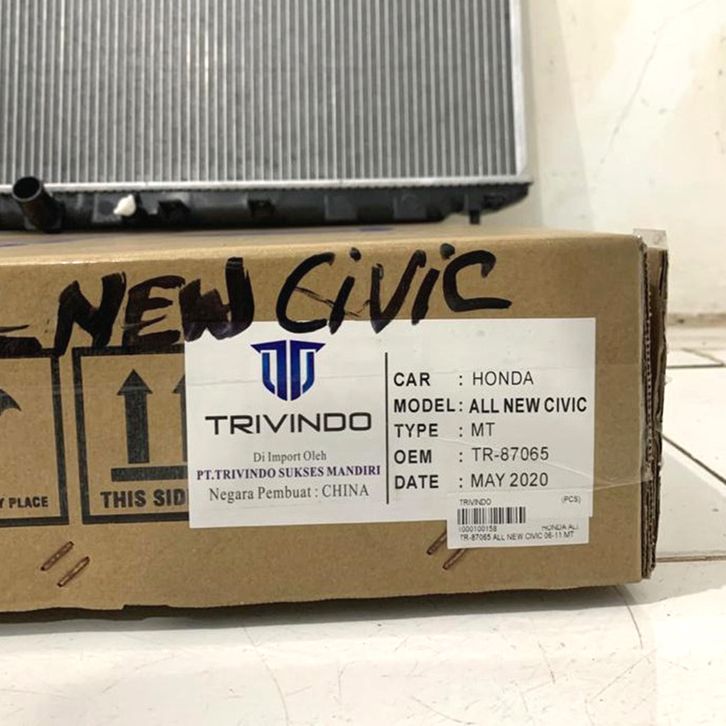 NEW CIVIC
Y PLACE
THIS SID
TRIVINDO
Di Import Oleh
PT.TRIVINDO SUKSES MANDIRI
Negara Pembuat : CHINA
CAR : HONDA
MODEL : ALL NEW CIVIC
TYPE : MT
OEM : TR-87065
DATE : MAY 2020
TRIVINDO (PCS)
1000100158 HONDA ALI
TR-87065 ALL NEW CIVIC 06-11 MT